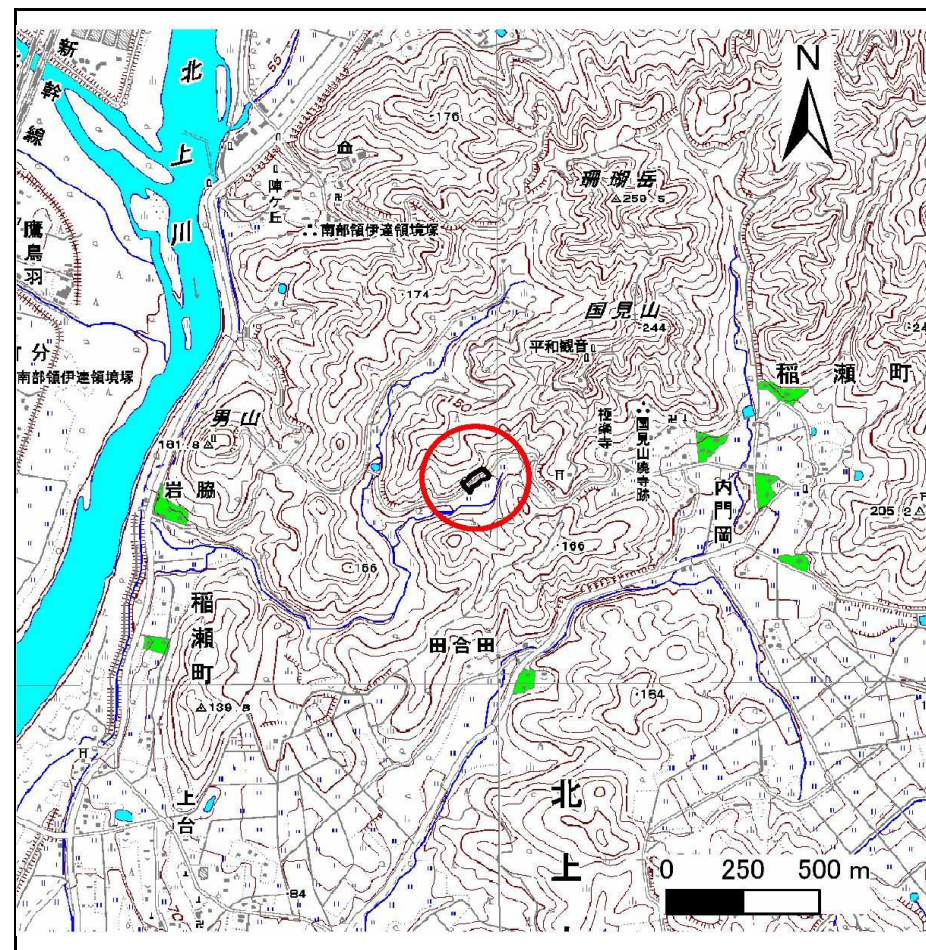 新幹線
北上川
55
N
176
陣ケ丘
珊瑚岳
259.5
南部領伊達領境塚
鷹鳥羽
174
国見山
244
平和観音
分
南部領伊達領境塚
稲瀬町
150
男山
極楽寺
国見山廃寺跡
181.8
岩脇
内門岡
205.2
166
166
稲瀬町
田合田
164
139.8
上台
北上
0 250 500 m
84